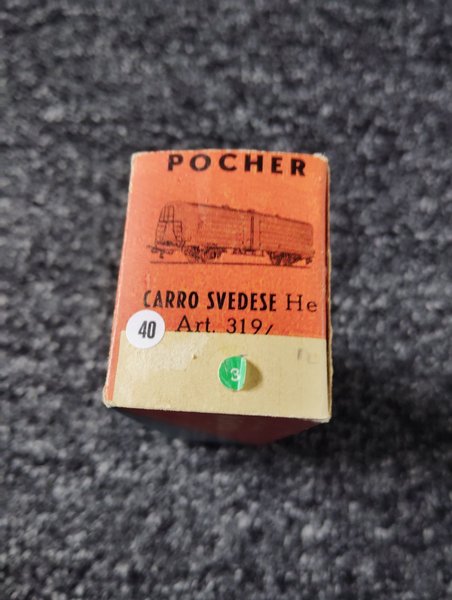 POCHER
CARRO SVEDESE He
Art. 319/
40
3